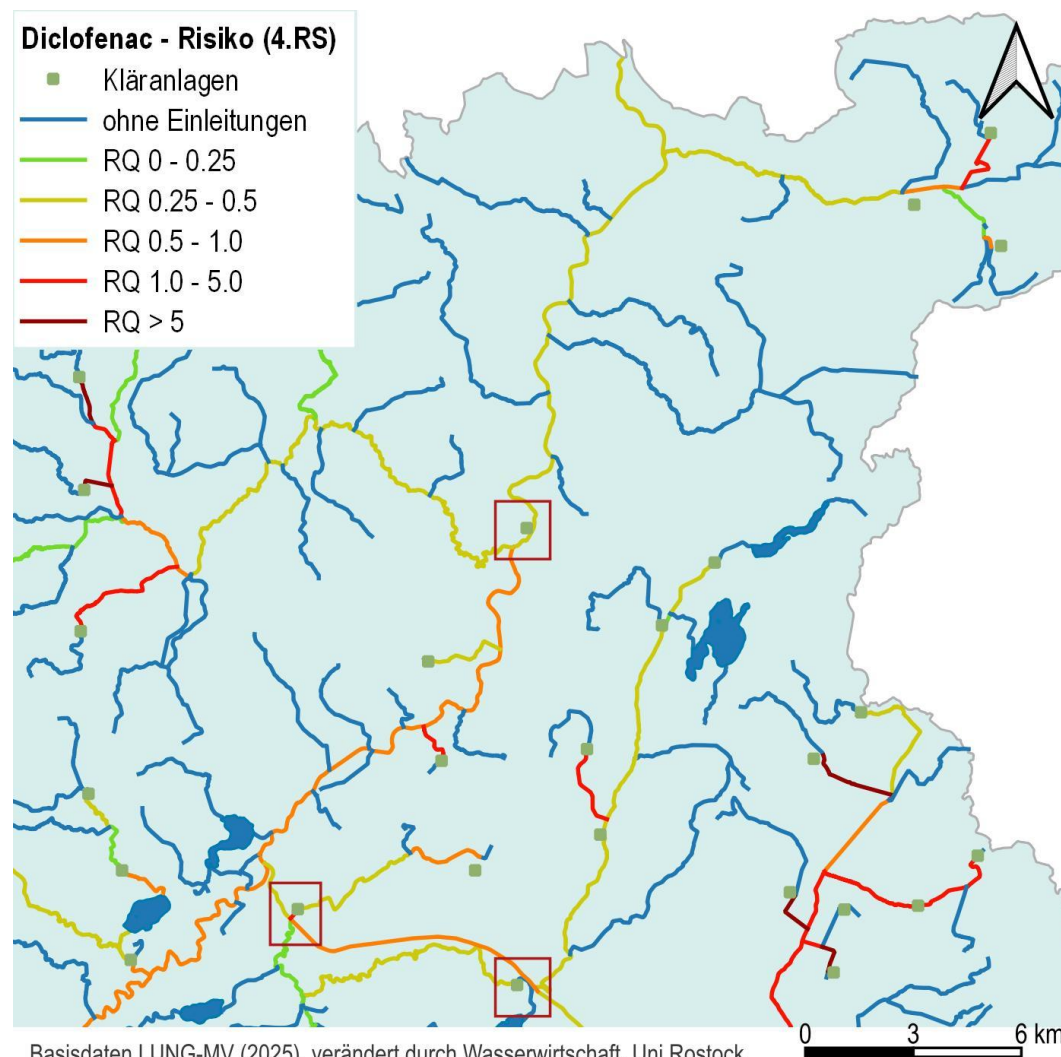 Diclofenac - Risiko (4.RS)
Kläranlagen
ohne Einleitungen
RQ 0 - 0.25
RQ 0.25 - 0.5
RQ 0.5 - 1.0
RQ 1.0 - 5.0
RQ > 5
0 3 6 km
Basisdaten LUNG-MV (2025), verändert durch Wasserwirtschaft, Uni Rostock